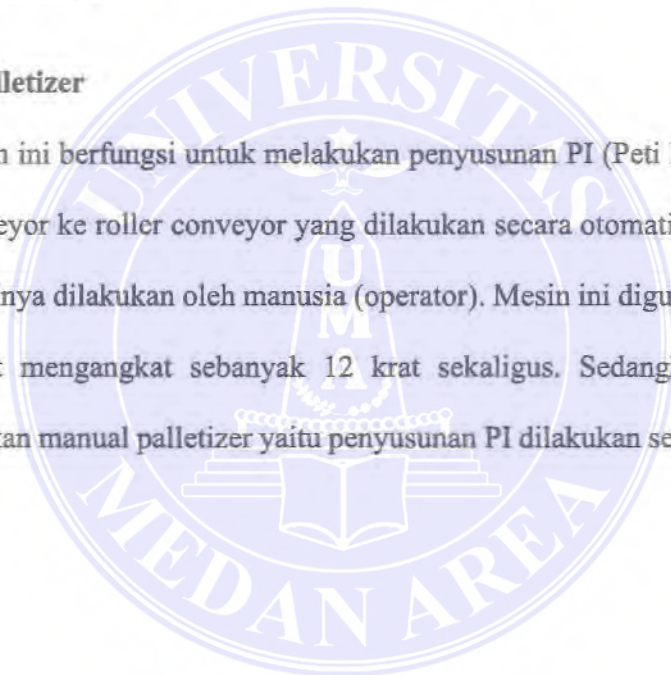 lletizer
n ini berfungsi untuk melakukan penyusunan PI (Peti
eyor ke roller conveyor yang dilakukan secara otomati
nya dilakukan oleh manusia (operator). Mesin ini digu
t mengangkat sebanyak 12 krat sekaligus. Sedang
kan manual palletizer yaitu penyusunan PI dilakukan se
UNIVERSITAS
UMA
MEDAN AREA